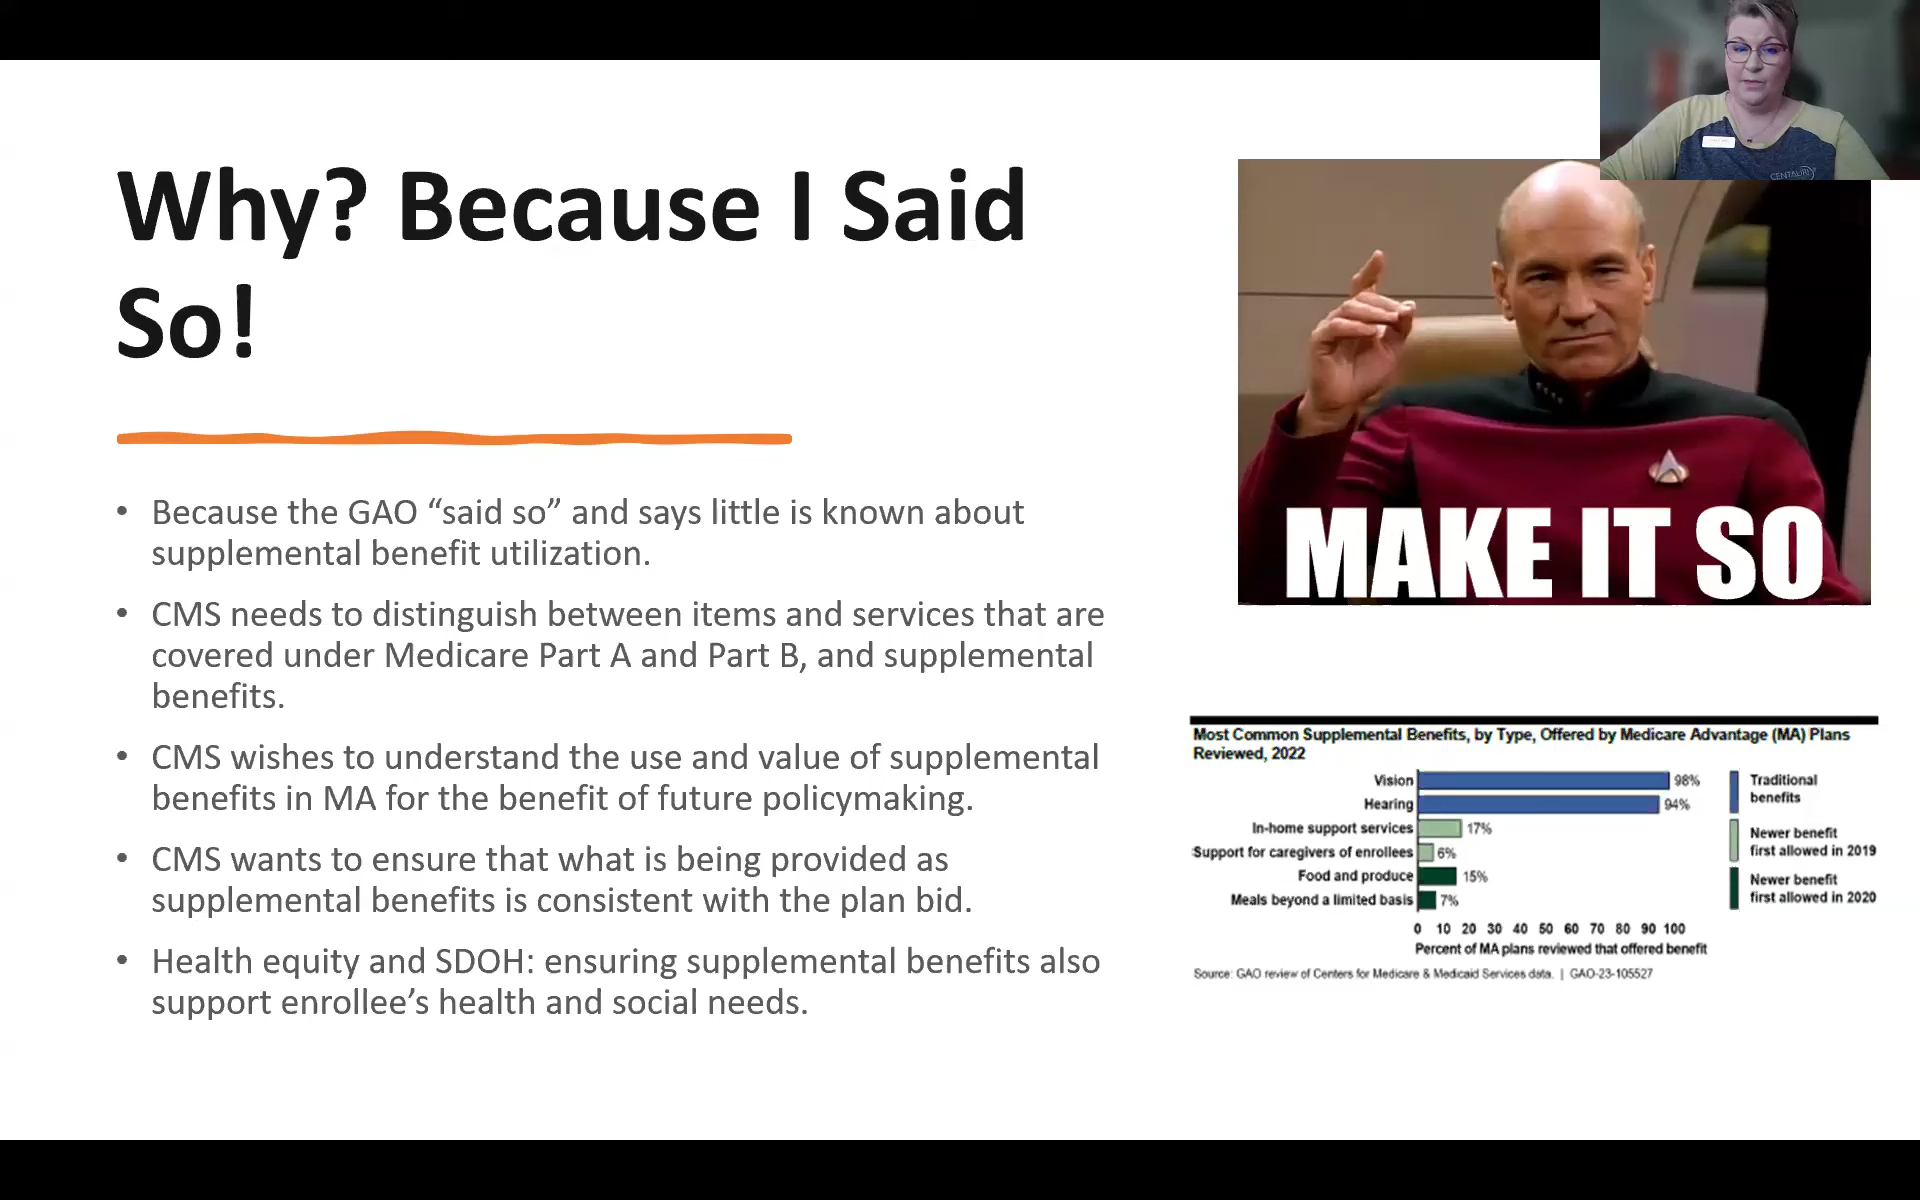 Why? Because I Said
So!
• Because the GAO “said so” and says little is known about
supplemental benefit utilization.
• CMS needs to distinguish between items and services that are
covered under Medicare Part A and Part B, and supplemental
benefits.
• CMS wishes to understand the use and value of supplemental
benefits in MA for the benefit of future policymaking.
• CMS wants to ensure that what is being provided as
supplemental benefits is consistent with the plan bid.
• Health equity and SDOH: ensuring supplemental benefits also
support enrollee’s health and social needs.
CENTAURI
MAKE IT SO
Most Common Supplemental Benefits, by Type, Offered by Medicare Advantage (MA) Plans
Reviewed, 2022
Vision 98%
Hearing 94%
In-home support services 17%
Support for caregivers of enrollees 6%
Food and produce 15%
Meals beyond a limited basis 7%
0 10 20 30 40 50 60 70 80 90 100
Percent of MA plans reviewed that offered benefit
Traditional
benefits
Newer benefit
first allowed in 2019
Newer benefit
first allowed in 2020
Source: GAO review of Centers for Medicare & Medicaid Services data. | GAO-23-105527